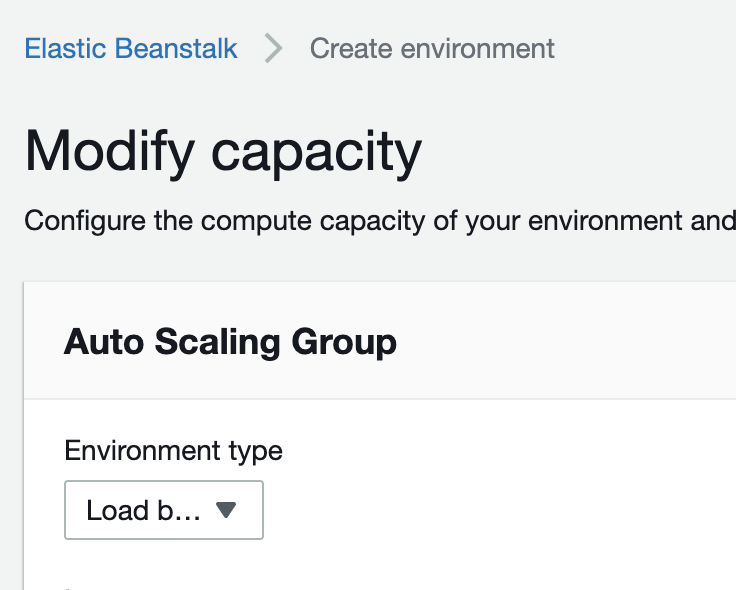 Elastic Beanstalk > Create environment
Modify capacity
Configure the compute capacity of your environment and
Auto Scaling Group
Environment type
Load b...